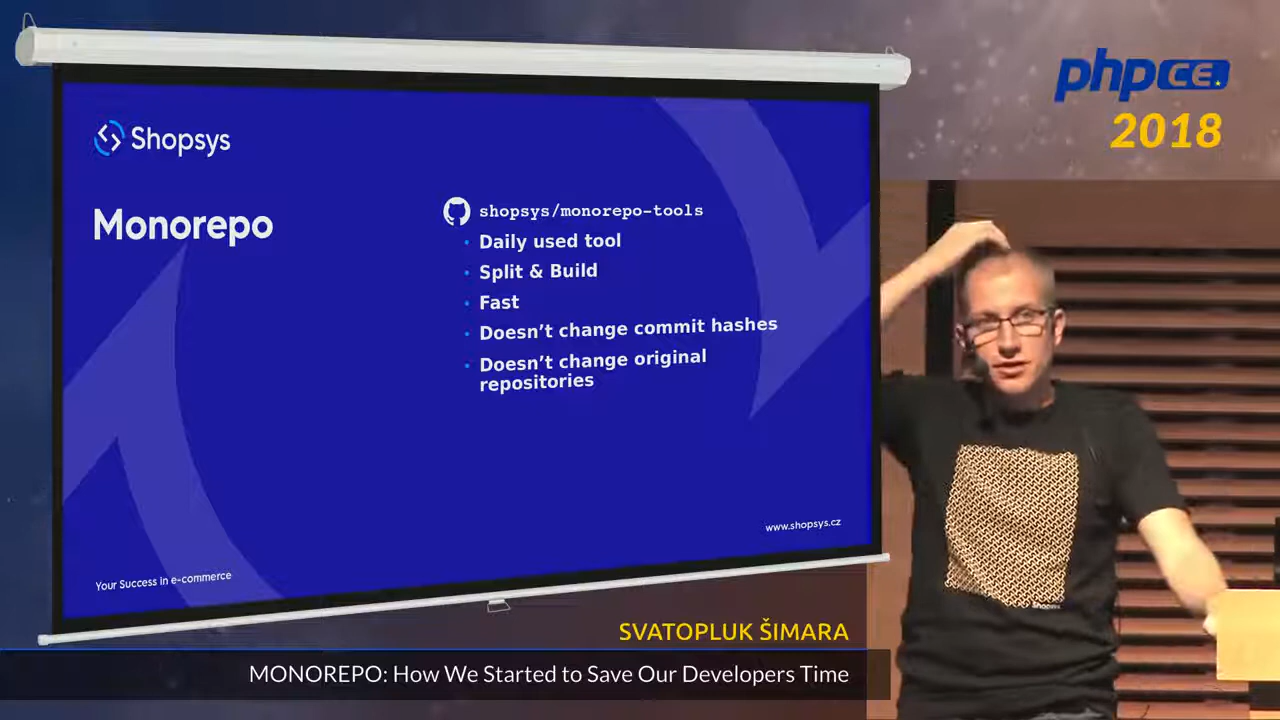 Shopsys
Monorepo
shopsys/monorepo-tools
Daily used tool
Split & Build
Fast
Doesn’t change commit hashes
Doesn’t change original
repositories
www.shopsys.cz
Your Success in e-commerce
phpCE.
2018
Shopsys
SVATOPLUK ŠIMARA
MONOREPO: How We Started to Save Our Developers Time